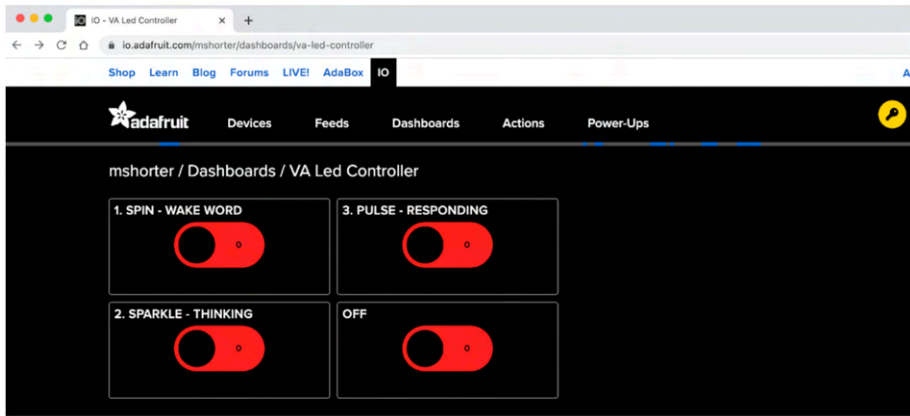 IO - VA Led Controller
io.adafruit.com/mshorter/dashboards/va-led-controller
Shop Learn Blog Forums LIVE! AdaBox IO A
adafruit Devices Feeds Dashboards Actions Power-Ups
mshorter / Dashboards / VA Led Controller
1. SPIN - WAKE WORD
0
3. PULSE - RESPONDING
0
2. SPARKLE - THINKING
0
OFF
0